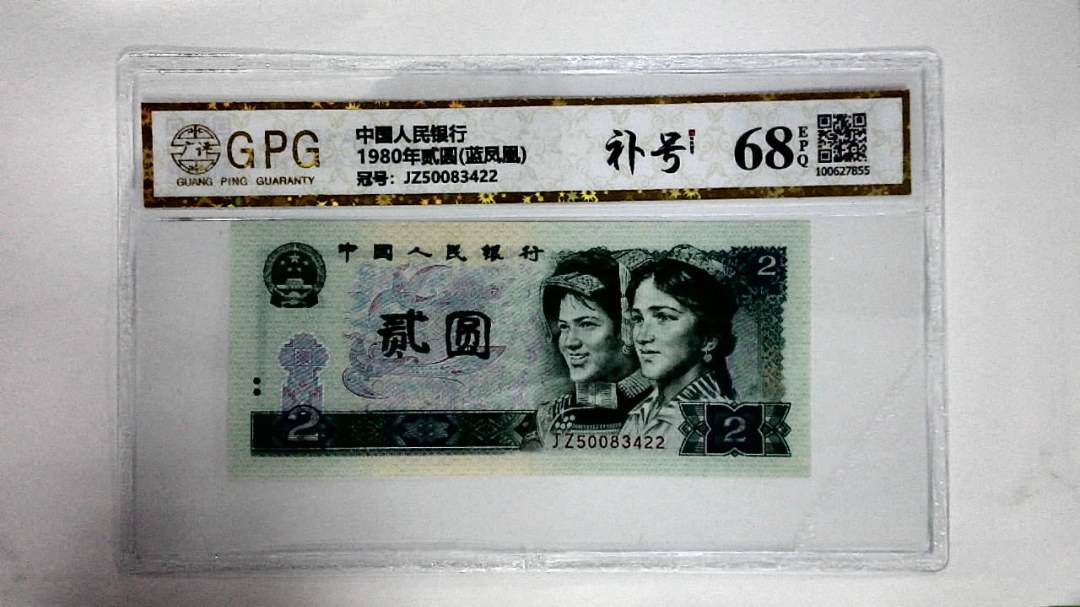 广评
GPG
GUANG PING GUARANTY
中国人民银行
1980年贰圆(蓝凤凰)
冠号: JZ50083422
补号
68
EPQ
100627855
中国人民银行
2
贰圆
2
JZ50083422
2